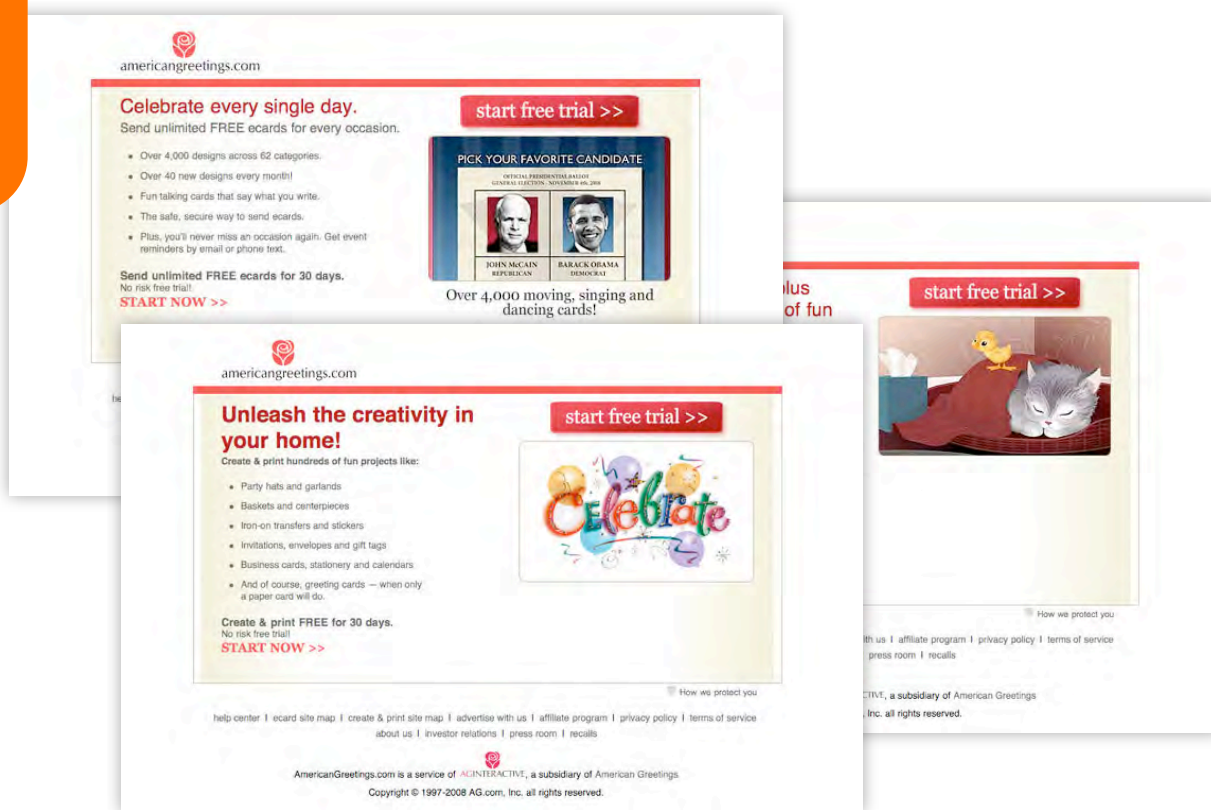 americangreetings.com
Celebrate every single day.
Send unlimited FREE ecards for every occasion.
Over 4,000 designs across 62 categories.
Over 40 new designs every month!
Fun talking cards that say what you write.
The safe, secure way to send ecards.
Plus, you'll never miss an occasion again. Get event
reminders by email or phone text.
Send unlimited FREE ecards for 30 days.
No risk free trial!
START NOW >>
start free trial >>
PICK YOUR FAVORITE CANDIDATE
OFFICIAL PRESIDENTIAL BALLOT
GENERAL ELECTION - NOVEMBER 4th, 2008
JOHN McCAIN
REPUBLICAN
BARACK OBAMA
DEMOCRAT
Over 4,000 moving, singing and
dancing cards!
he
americangreetings.com
Unleash the creativity in
your home!
Create & print hundreds of fun projects like:
Party hats and garlands
Baskets and centerpieces
Iron-on transfers and stickers
Invitations, envelopes and gift tags
Business cards, stationery and calendars
And of course, greeting cards — when only
a paper card will do.
Create & print FREE for 30 days.
No risk free trial!
START NOW >>
start free trial >>
Celebrate
How we protect you
help center | ecard site map | create & print site map | advertise with us | affiliate program | privacy policy | terms of service
about us | investor relations | press room | recalls
AmericanGreetings.com is a service of AGINTERACTIVE, a subsidiary of American Greetings
Copyright © 1997-2008 AG.com, Inc. all rights reserved.
plus
of fun
start free trial >>
How we protect you
ith us | affiliate program | privacy policy | terms of service
press room | recalls
CTIVE, a subsidiary of American Greetings
, Inc. all rights reserved.